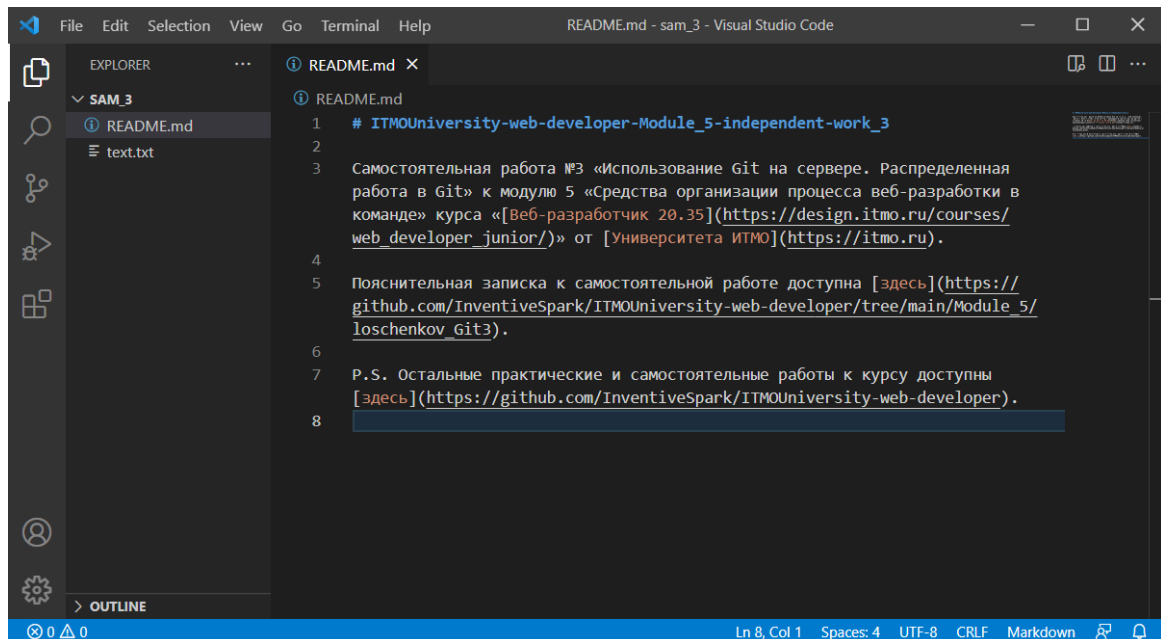 File Edit Selection View Go Terminal Help README.md - sam_3 - Visual Studio Code
EXPLORER
SAM_3
README.md
text.txt
OUTLINE
README.md
README.md
1 # ITMOUniversity-web-developer-Module_5-independent-work_3
2
3 Самостоятельная работа №3 «Использование Git на сервере. Распределенная
работа в Git» к модулю 5 «Средства организации процесса веб-разработки в
команде» курса «[Веб-разработчик 20.35](https://design.itmo.ru/courses/
web_developer_junior/)» от [Университета ИТМО](https://itmo.ru).
4
5 Пояснительная записка к самостоятельной работе доступна [здесь](https://
github.com/InventiveSpark/ITMOUniversity-web-developer/tree/main/Module_5/
loschenkov_Git3).
6
7 P.S. Остальные практические и самостоятельные работы к курсу доступны
[здесь](https://github.com/InventiveSpark/ITMOUniversity-web-developer).
8
0 0 Ln 8, Col 1 Spaces: 4 UTF-8 CRLF Markdown